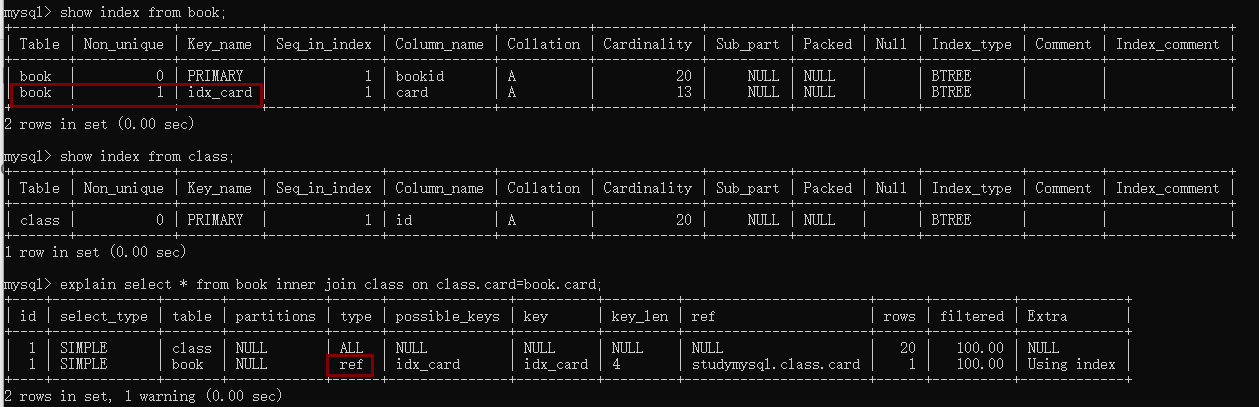 mysql> show index from book;
+-------+------------+----------+--------------+-------------+-----------+-------------+----------+--------+------+------------+---------+---------------+
| Table | Non_unique | Key_name | Seq_in_index | Column_name | Collation | Cardinality | Sub_part | Packed | Null | Index_type | Comment | Index_comment |
+-------+------------+----------+--------------+-------------+-----------+-------------+----------+--------+------+------------+---------+---------------+
| book | 0 | PRIMARY | 1 | bookid | A | 20 | NULL | NULL | | BTREE | | |
| book | 1 | idx_card | 1 | card | A | 13 | NULL | NULL | | BTREE | | |
+-------+------------+----------+--------------+-------------+-----------+-------------+----------+--------+------+------------+---------+---------------+
2 rows in set (0.00 sec)
mysql> show index from class;
+-------+------------+----------+--------------+-------------+-----------+-------------+----------+--------+------+------------+---------+---------------+
| Table | Non_unique | Key_name | Seq_in_index | Column_name | Collation | Cardinality | Sub_part | Packed | Null | Index_type | Comment | Index_comment |
+-------+------------+----------+--------------+-------------+-----------+-------------+----------+--------+------+------------+---------+---------------+
| class | 0 | PRIMARY | 1 | id | A | 20 | NULL | NULL | | BTREE | | |
+-------+------------+----------+--------------+-------------+-----------+-------------+----------+--------+------+------------+---------+---------------+
1 row in set (0.00 sec)
mysql> explain select * from book inner join class on class.card=book.card;
+----+-------------+-------+------------+------+---------------+----------+---------+-----------------------+------+----------+-------------+
| id | select_type | table | partitions | type | possible_keys | key | key_len | ref | rows | filtered | Extra |
+----+-------------+-------+------------+------+---------------+----------+---------+-----------------------+------+----------+-------------+
| 1 | SIMPLE | class | NULL | ALL | NULL | NULL | NULL | NULL | 20 | 100.00 | NULL |
| 1 | SIMPLE | book | NULL | ref | idx_card | idx_card | 4 | studymysql.class.card | 1 | 100.00 | Using index |
+----+-------------+-------+------------+------+---------------+----------+---------+-----------------------+------+----------+-------------+
2 rows in set, 1 warning (0.00 sec)